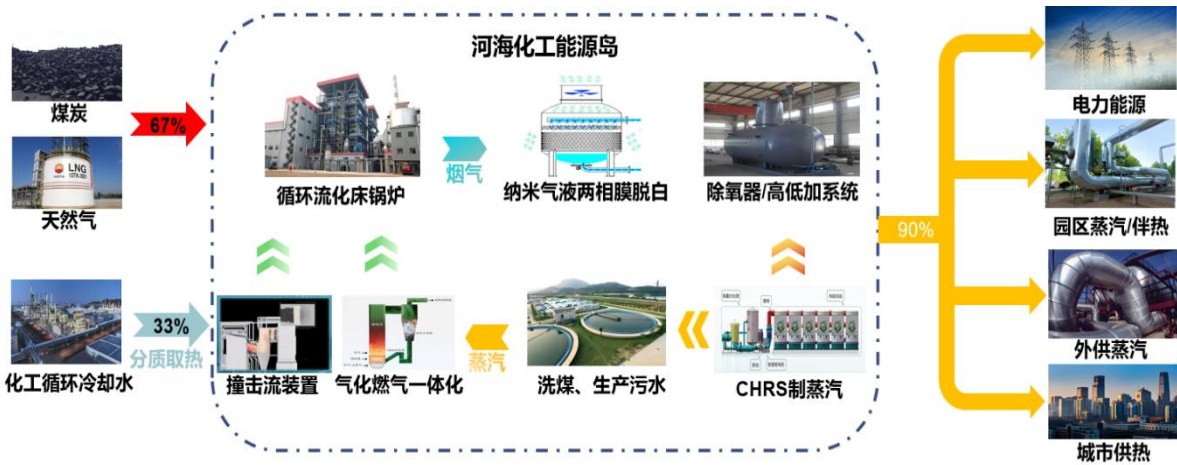 河海化工能源岛
煤炭
67%
LNG
天然气
循环流化床锅炉
烟气
纳米气液两相膜脱白
除氧器/高低加系统
化工循环冷却水
33%
分质取热
撞击流装置
气化燃气一体化
蒸汽
洗煤、生产污水
CHRS制蒸汽
90%
电力能源
园区蒸汽/伴热
外供蒸汽
城市供热